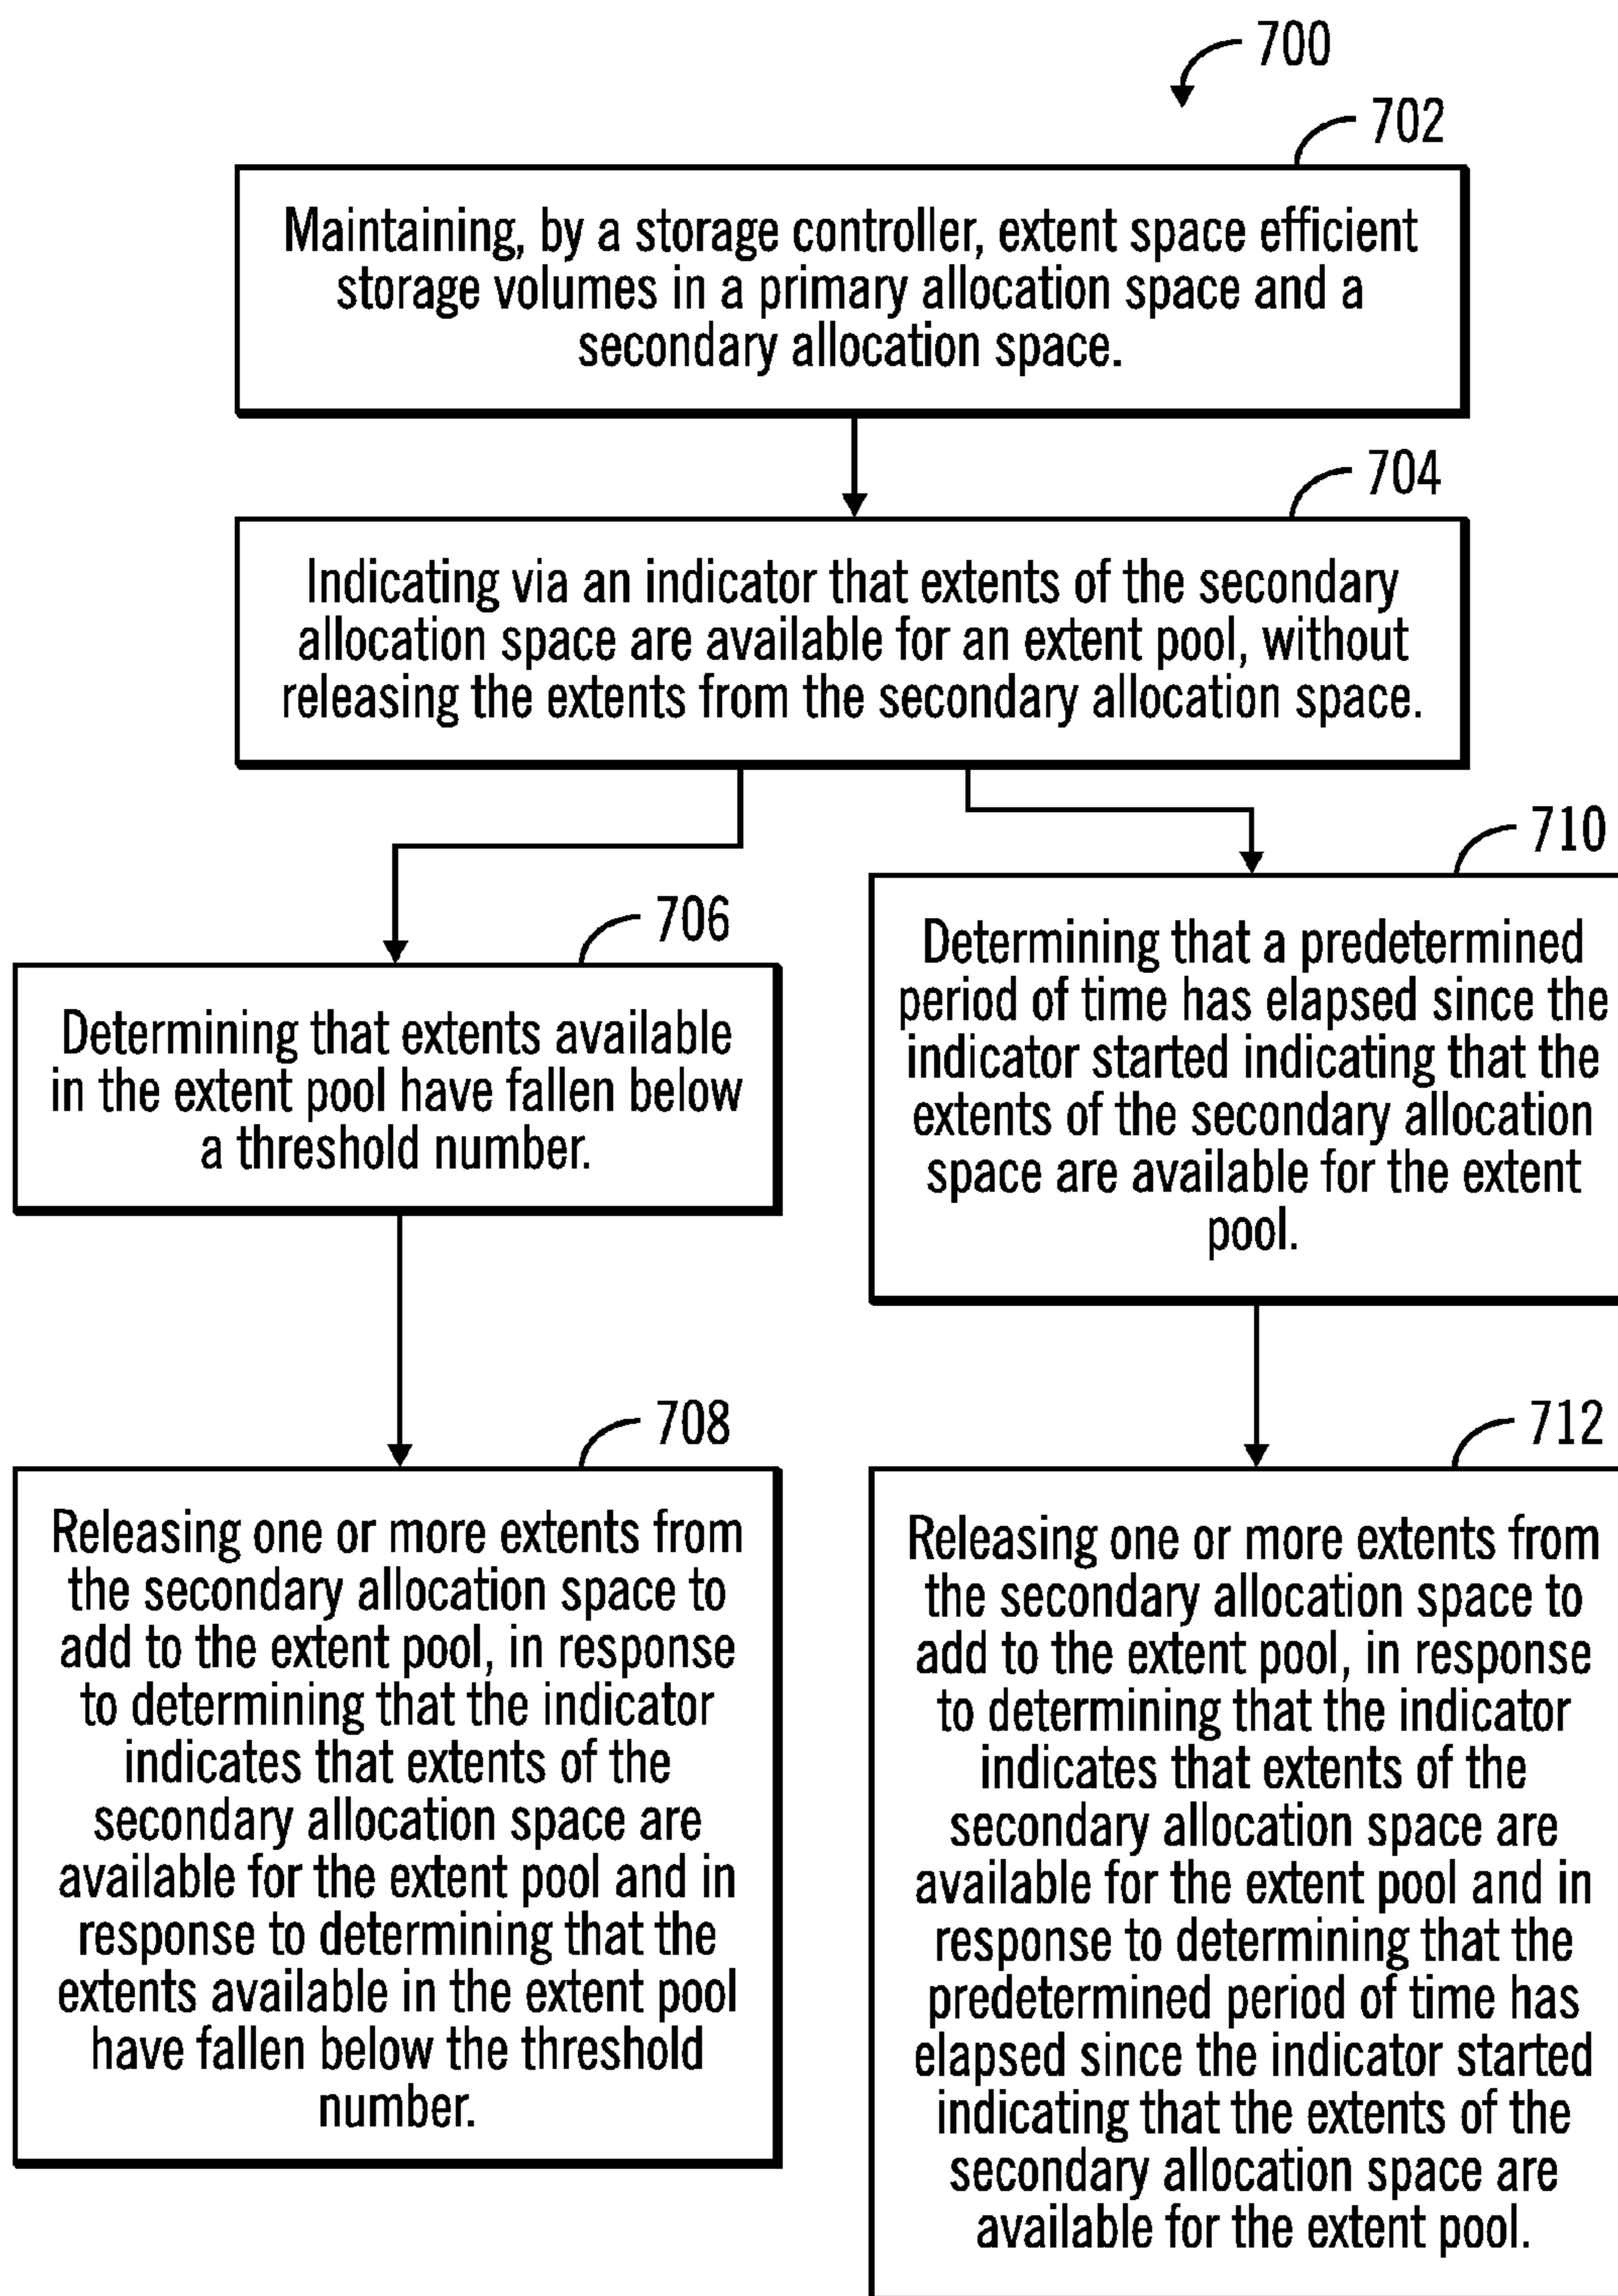 700
702
Maintaining, by a storage controller, extent space efficient
storage volumes in a primary allocation space and a
secondary allocation space.
704
Indicating via an indicator that extents of the secondary
allocation space are available for an extent pool, without
releasing the extents from the secondary allocation space.
706
Determining that extents available
in the extent pool have fallen below
a threshold number.
708
Releasing one or more extents from
the secondary allocation space to
add to the extent pool, in response
to determining that the indicator
indicates that extents of the
secondary allocation space are
available for the extent pool and in
response to determining that the
extents available in the extent pool
have fallen below the threshold
number.
710
Determining that a predetermined
period of time has elapsed since the
indicator started indicating that the
extents of the secondary allocation
space are available for the extent
pool.
712
Releasing one or more extents from
the secondary allocation space to
add to the extent pool, in response
to determining that the indicator
indicates that extents of the
secondary allocation space are
available for the extent pool and in
response to determining that the
predetermined period of time has
elapsed since the indicator started
indicating that the extents of the
secondary allocation space are
available for the extent pool.